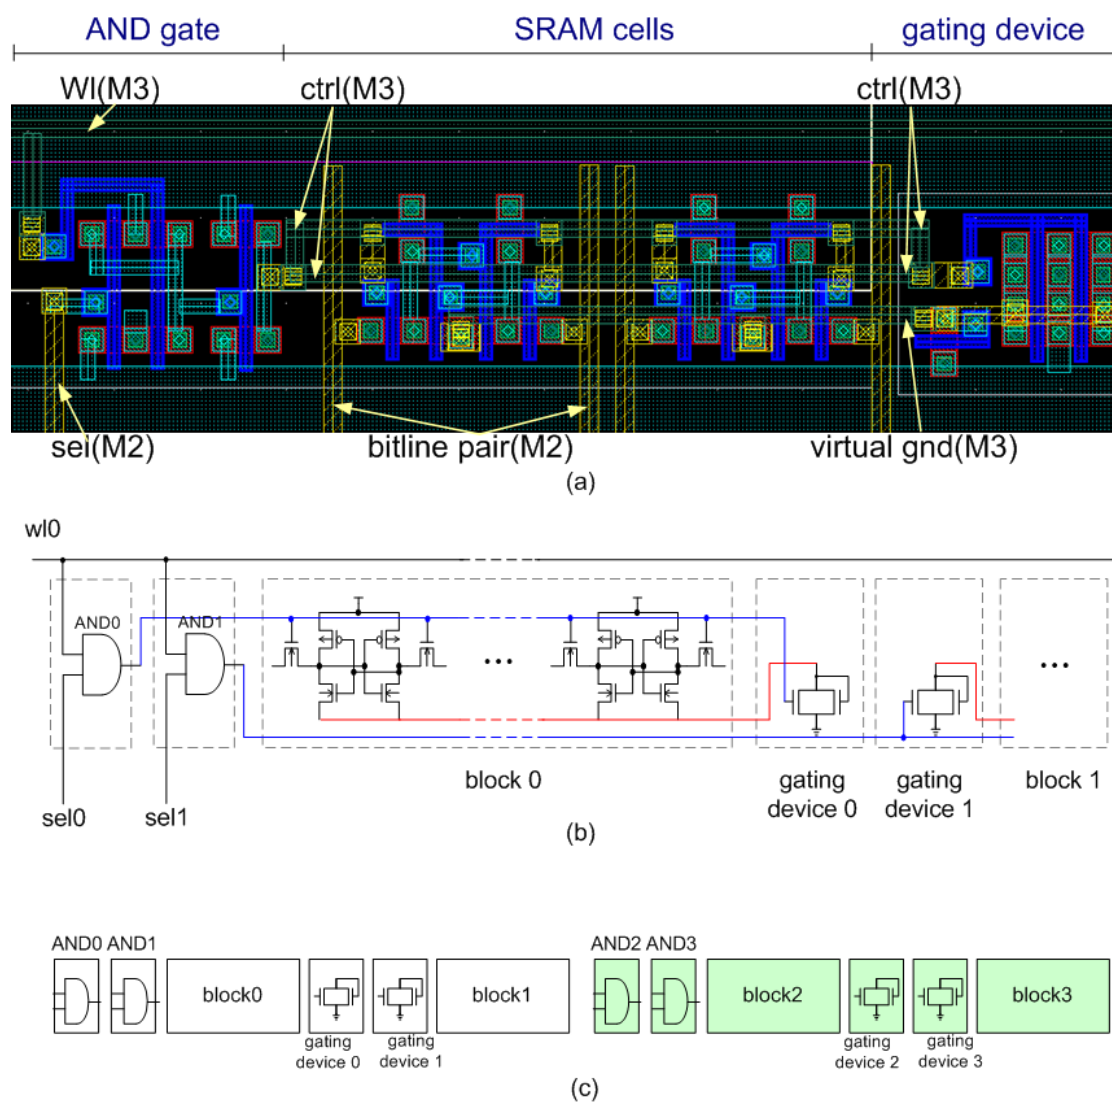 AND gate SRAM cells gating device
Wl(M3) ctrl(M3) ctrl(M3)
sel(M2) bitline pair(M2) virtual gnd(M3)
(a)
wl0
AND0 AND1
...
...
block 0
gating device 0
gating device 1
block 1
sel0 sel1
(b)
AND0 AND1 AND2 AND3
block0 block1 block2 block3
gating device 0
gating device 1
gating device 2
gating device 3
(c)